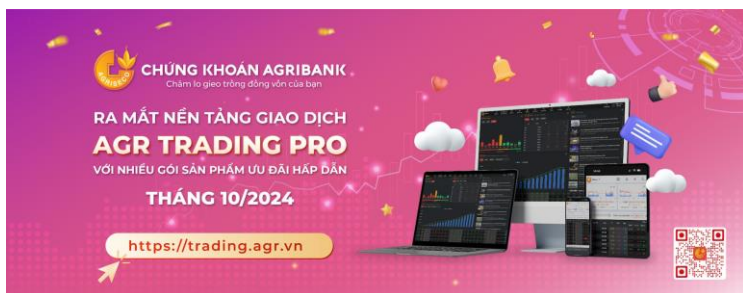 AGRISECO
CHỨNG KHOÁN AGRIBANK
Chăm lo gieo trồng đồng vốn của bạn
RA MẮT NỀN TẢNG GIAO DỊCH
AGR TRADING PRO
VỚI NHIỀU GÓI SẢN PHẨM ƯU ĐÃI HẤP DẪN
THÁNG 10/2024
https://trading.agr.vn